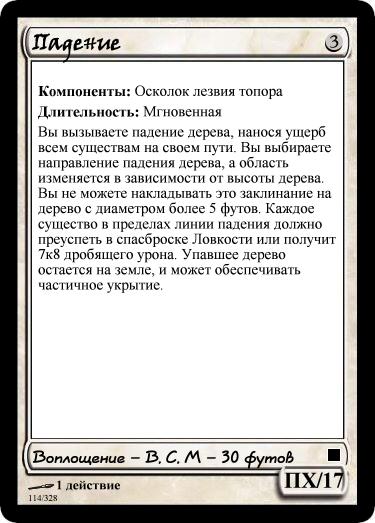 Падение
3
Компоненты: Осколок лезвия топора
Длительность: Мгновенная
Вы вызываете падение дерева, нанося ущерб
всем существам на своем пути. Вы выбираете
направление падения дерева, а область
изменяется в зависимости от высоты дерева.
Вы не можете накладывать это заклинание на
дерево с диаметром более 5 футов. Каждое
существо в пределах линии падения должно
преуспеть в спасброске Ловкости или получит
7к8 дробящего урона. Упавшее дерево
остается на земле, и может обеспечивать
частичное укрытие.
Воплощение – В, С, М – 30 футов
ПХ/17
1 действие
114/328